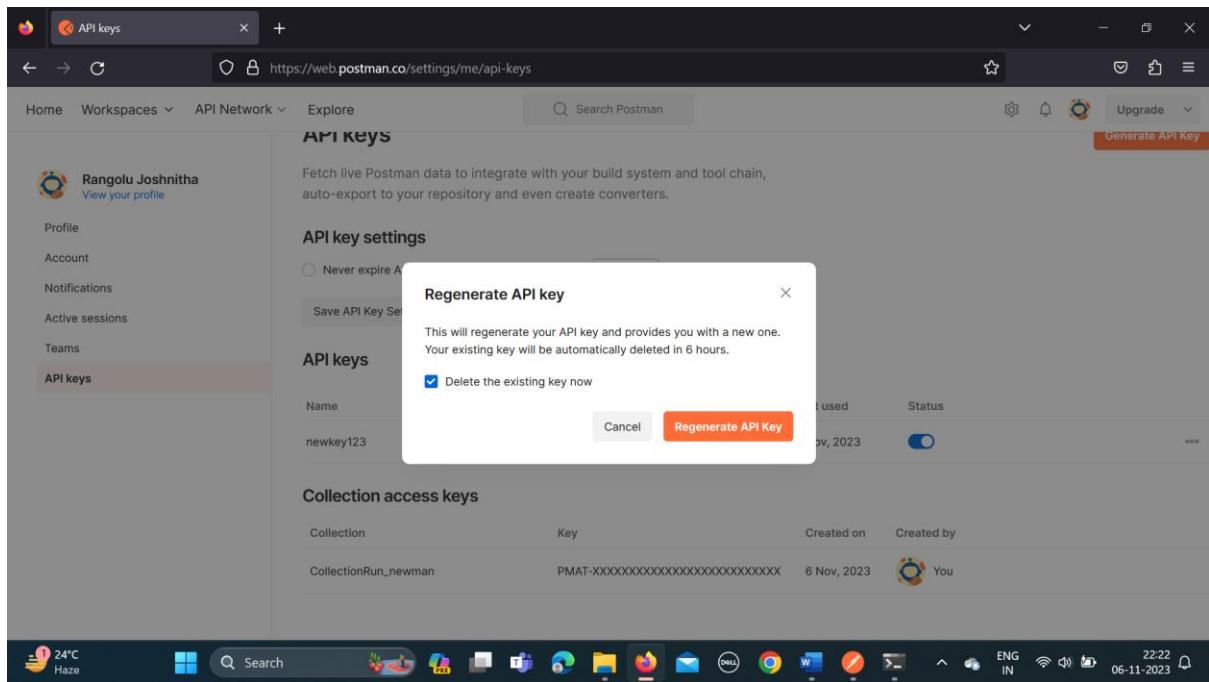 API keys
https://web.postman.co/settings/me/api-keys
Home Workspaces API Network Explore Search Postman Upgrade
API keys Generate API Key
Rangolu Joshnitha
View your profile
Fetch live Postman data to integrate with your build system and tool chain,
auto-export to your repository and even create converters.
Profile
Account
Notifications
Active sessions
Teams
API keys
API key settings
Never expire A
Save API Key Set
Regenerate API key
This will regenerate your API key and provides you with a new one.
Your existing key will be automatically deleted in 6 hours.
Delete the existing key now
Cancel Regenerate API Key
API keys
Name used Status
newkey123 2023
Collection access keys
Collection Key Created on Created by
CollectionRun_newman PMAT-XXXXXXXXXXXXXXXXXXXXXXXXXX 6 Nov, 2023 You
1
24°C
Haze
Search
PRE
DELL
ENG
IN
22:22
06-11-2023